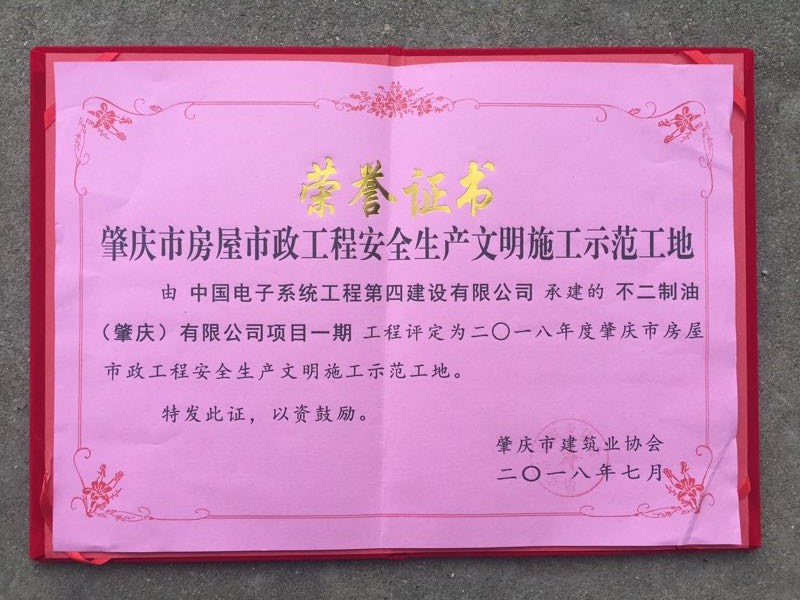 荣誉证书
肇庆市房屋市政工程安全生产文明施工示范工地
由 中国电子系统工程第四建设有限公司 承建的 不二制油
（肇庆）有限公司项目一期 工程评定为二〇一八年度肇庆市房屋
市政工程安全生产文明施工示范工地。
特发此证，以资鼓励。
肇庆市建筑业协会
二〇一八年七月